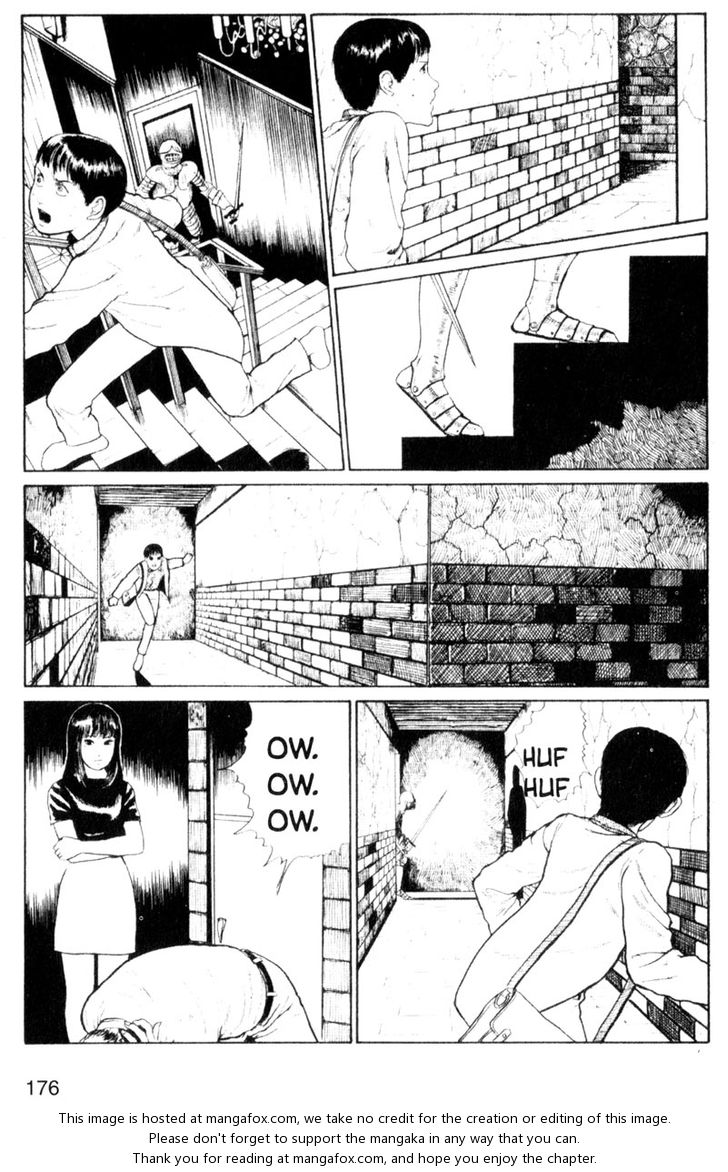 OW.
OW.
OW.
HUF
HUF
176
This image is hosted at mangafox.com, we take no credit for the creation or editing of this image.
Please don't forget to support the mangaka in any way that you can.
Thank you for reading at mangafox.com, and hope you enjoy the chapter.